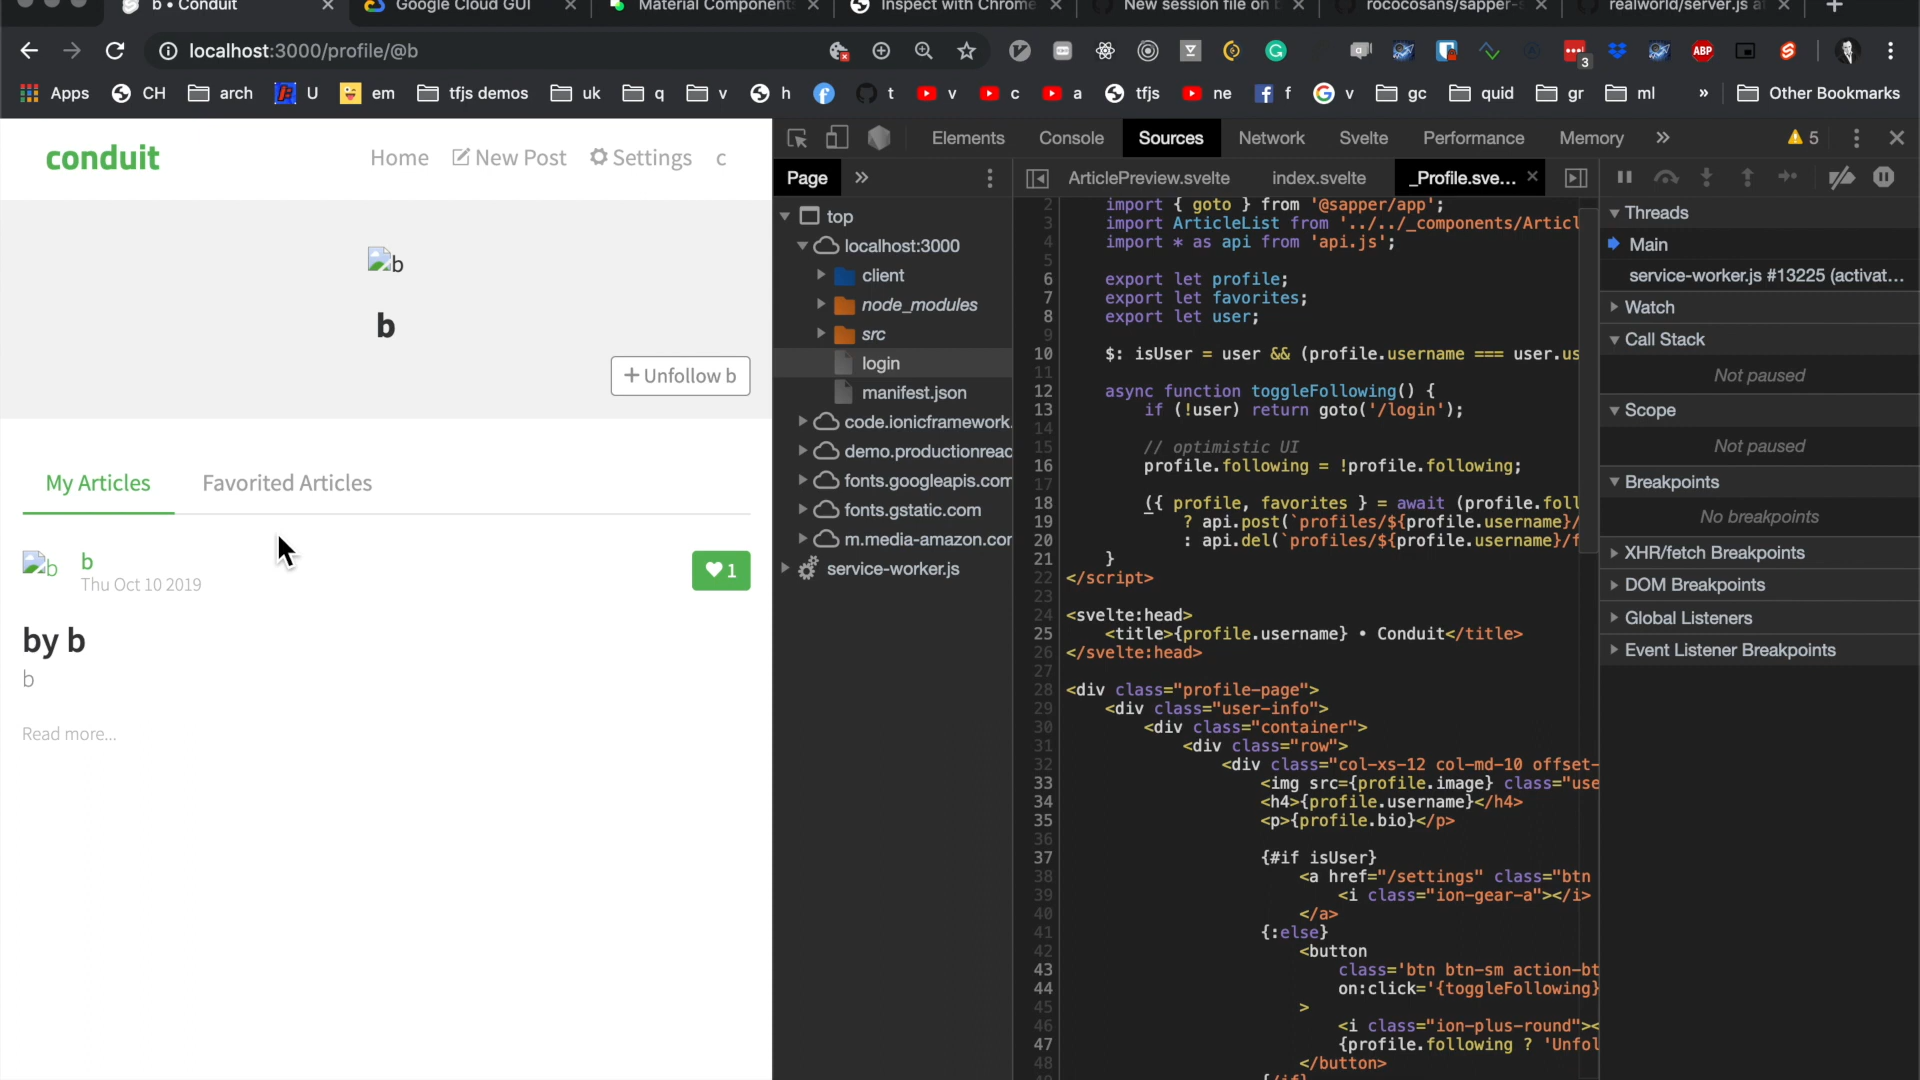 b • Conduit
Google Cloud GUI
Material Component
Inspect with Chrome
New session file on
rococosans/sapper-
realworld/server.js a
localhost:3000/profile/@b
3
ABP
Apps
CH
arch
U
em
tfjs demos
uk
q
v
h
t
v
c
a
tfjs
ne
f
v
gc
quid
gr
ml
»
Other Bookmarks
conduit
Home
New Post
Settings
c
b
b
+ Unfollow b
My Articles
Favorited Articles
b
b
Thu Oct 10 2019
1
by b
b
Read more...
Elements
Console
Sources
Network
Svelte
Performance
Memory
»
5
Page
»
top
localhost:3000
client
node_modules
src
login
manifest.json
code.ionicframework.
demo.productionread
fonts.googleapis.com
fonts.gstatic.com
m.media-amazon.com
service-worker.js
ArticlePreview.svelte
index.svelte
_Profile.sve...
2 import { goto } from '@sapper/app';
3 import ArticleList from '../../_components/Articl
4 import * as api from 'api.js';
5
6 export let profile;
7 export let favorites;
8 export let user;
9
10 $: isUser = user && (profile.username === user.us
11
12 async function toggleFollowing() {
13 if (!user) return goto('/login');
14
15 // optimistic UI
16 profile.following = !profile.following;
17
18 ({ profile, favorites } = await (profile.foll
19 ? api.post(`profiles/${profile.username}/
20 : api.del(`profiles/${profile.username}/f
21 }
22 </script>
23
24 <svelte:head>
25 <title>{profile.username} • Conduit</title>
26 </svelte:head>
27
28 <div class="profile-page">
29 <div class="user-info">
30 <div class="container">
31 <div class="row">
32 <div class="col-xs-12 col-md-10 offset-
33 <img src={profile.image} class="use
34 <h4>{profile.username}</h4>
35 <p>{profile.bio}</p>
36
37 {#if isUser}
38 <a href="/settings" class="btn
39 <i class="ion-gear-a"></i>
40 </a>
41 {:else}
42 <button
43 class='btn btn-sm action-bt
44 on:click='{toggleFollowing}
45 >
46 <i class="ion-plus-round"><
47 {profile.following ? 'Unfol
48 </button>
{/if}
Threads
Main
service-worker.js #13225 (activat...
Watch
Call Stack
Not paused
Scope
Not paused
Breakpoints
No breakpoints
XHR/fetch Breakpoints
DOM Breakpoints
Global Listeners
Event Listener Breakpoints